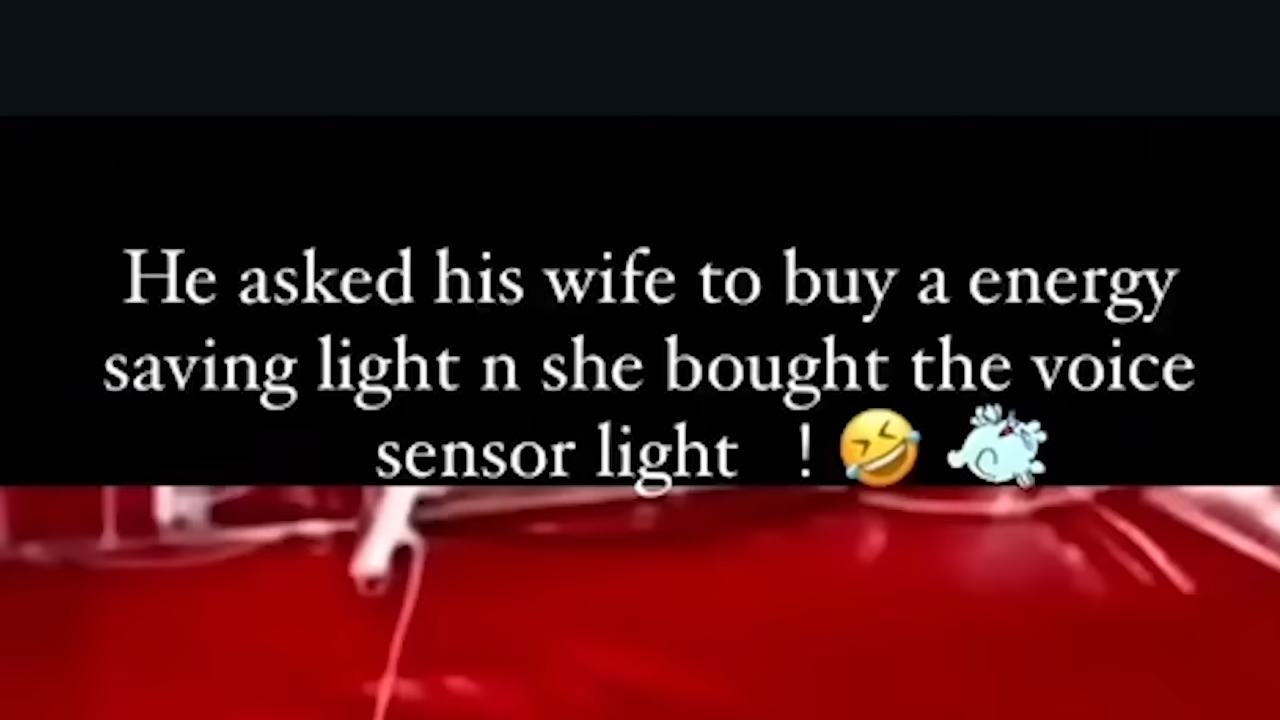 He asked his wife to buy a energy
saving light n she bought the voice
sensor light ! 🤣